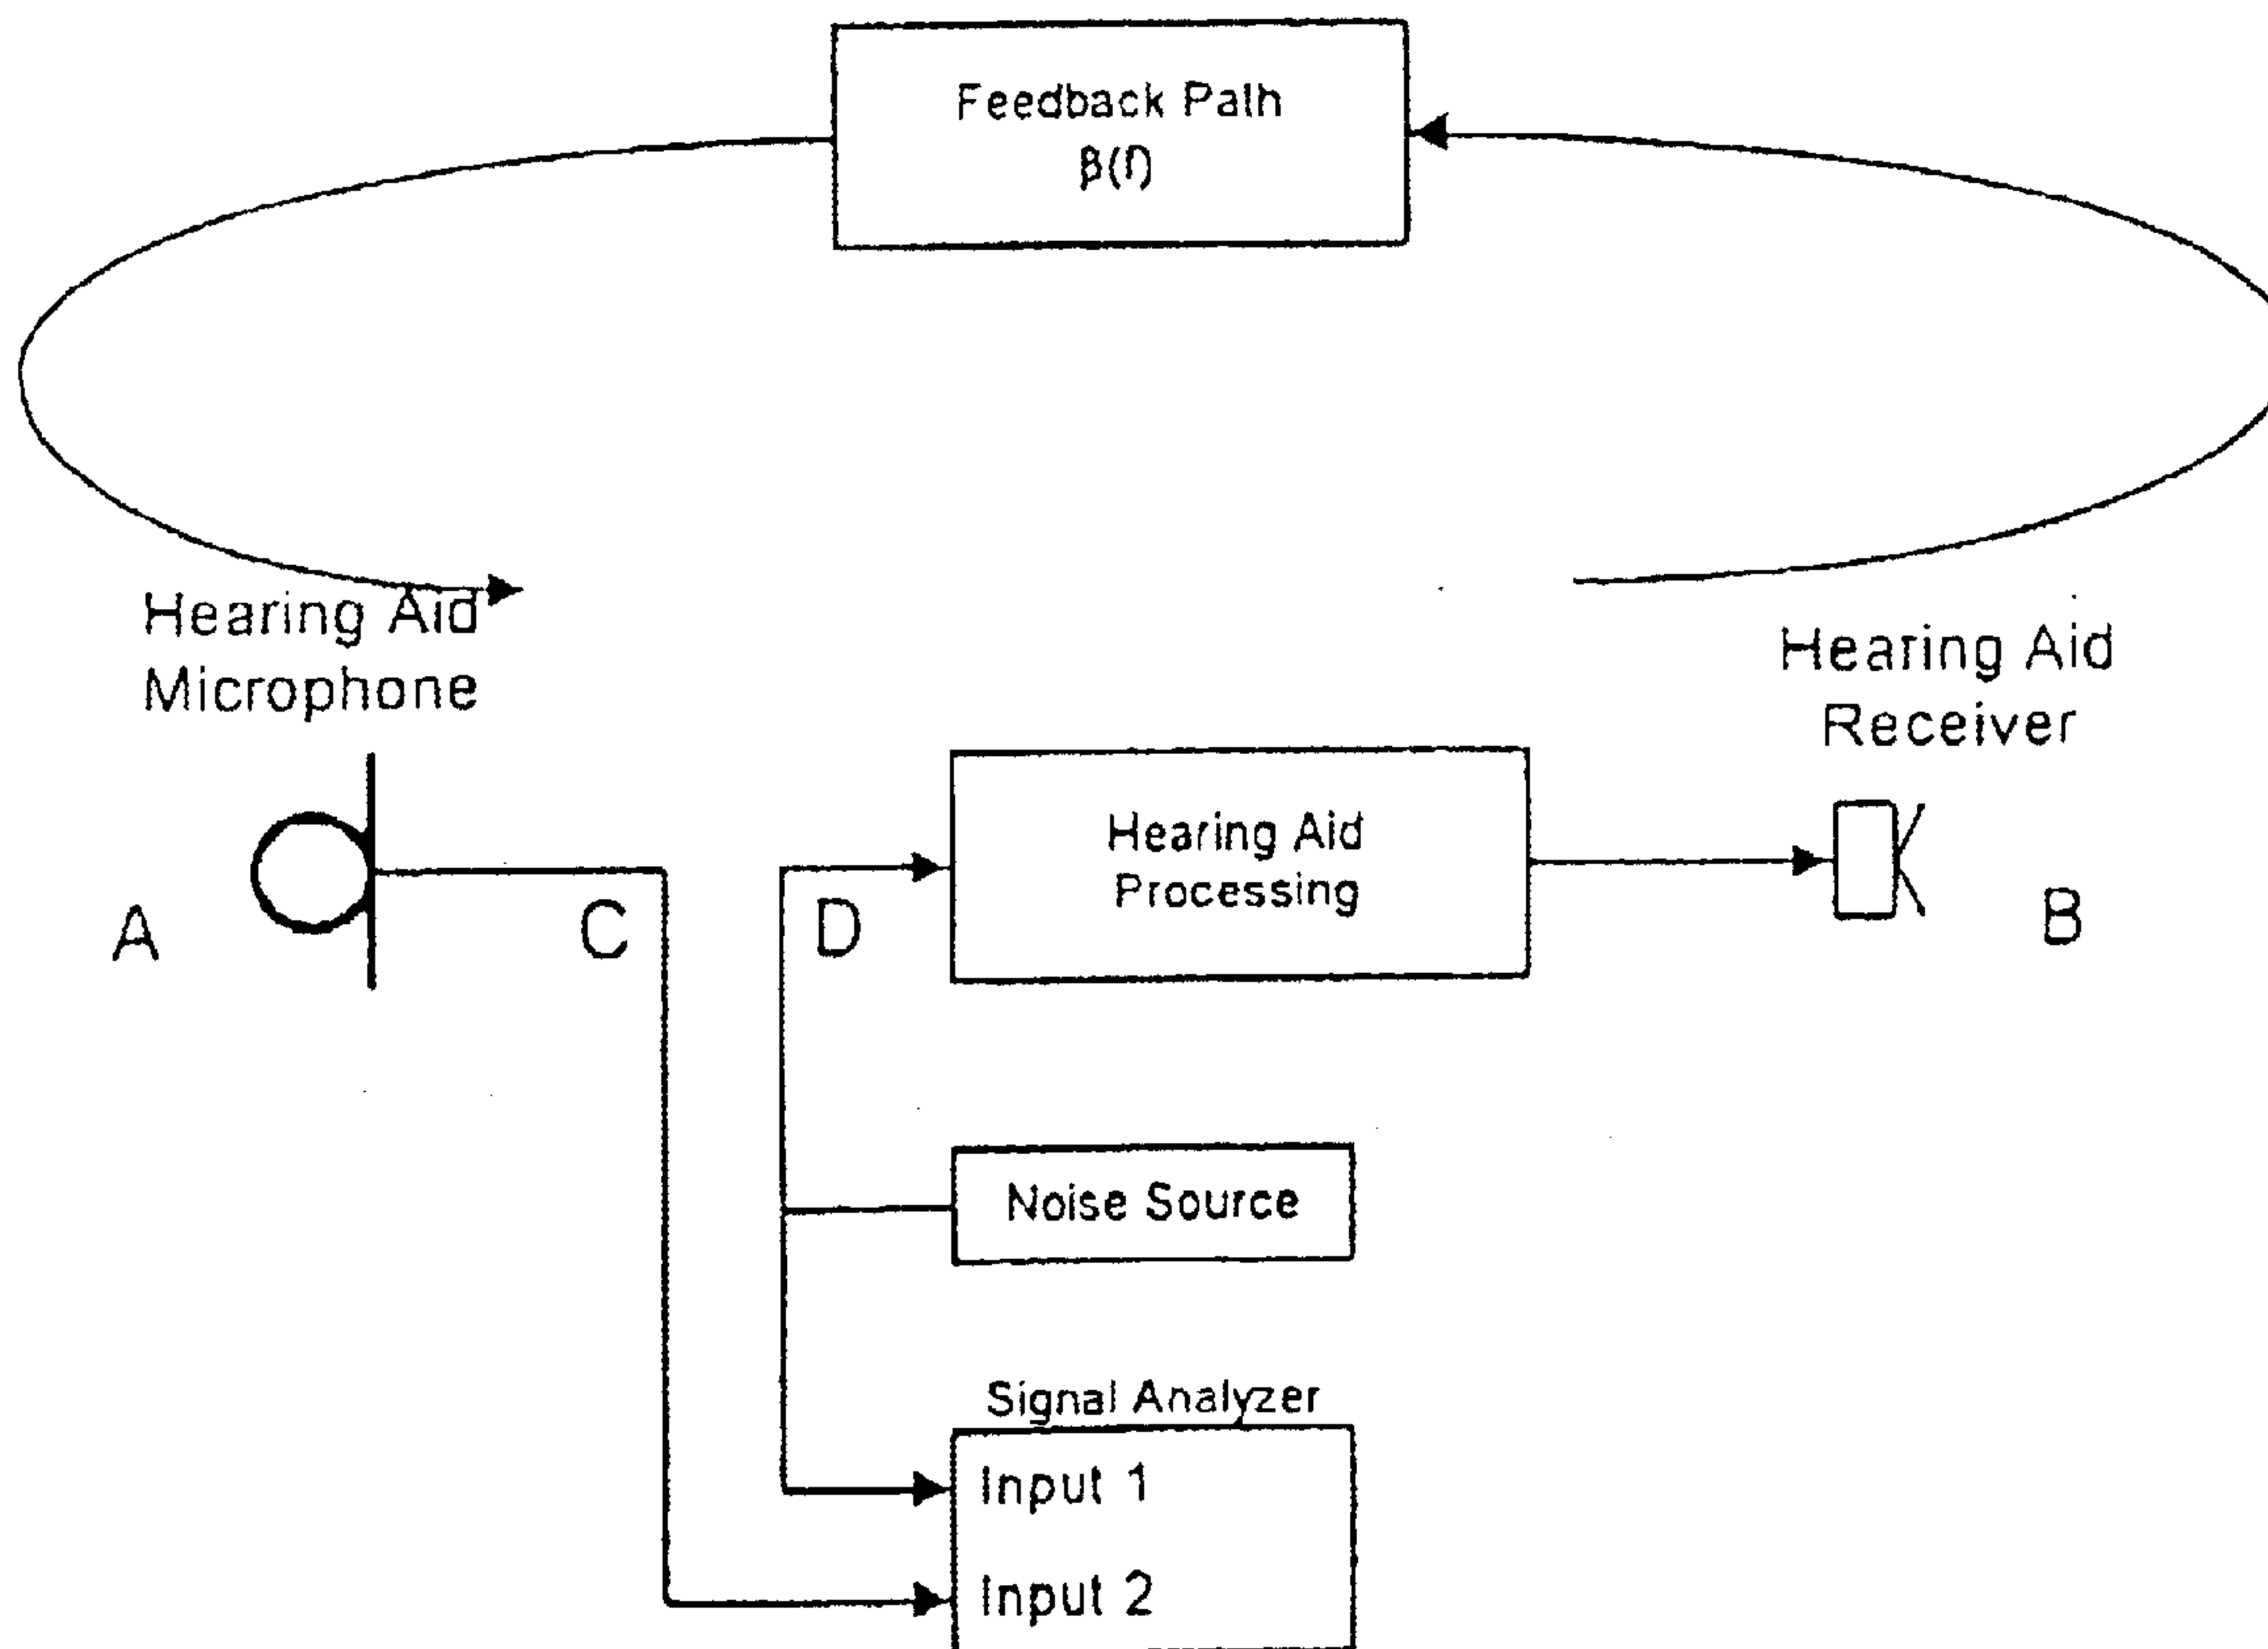 Feedback Path
β(f)
Hearing Aid
Microphone
Hearing Aid
Receiver
Hearing Aid
Processing
A
C
D
B
Noise Source
Signal Analyzer
Input 1
Input 2